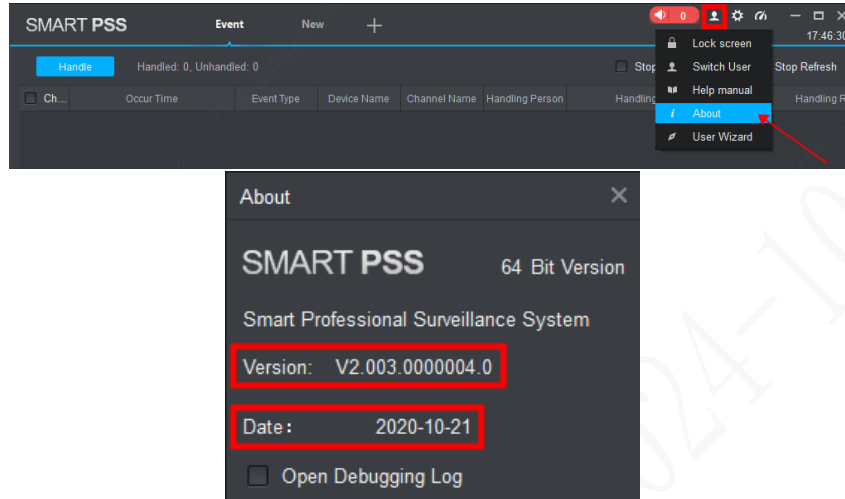 SMART PSS Event New + 0
17:46:30
Lock screen
Handle Handled: 0, Unhandled: 0 Stop Switch User Stop Refresh
Help manual
Ch... Occur Time Event Type Device Name Channel Name Handling Person Handling Handling R
i About
User Wizard
About
SMART PSS 64 Bit Version
Smart Professional Surveillance System
Version: V2.003.0000004.0
Date: 2020-10-21
Open Debugging Log